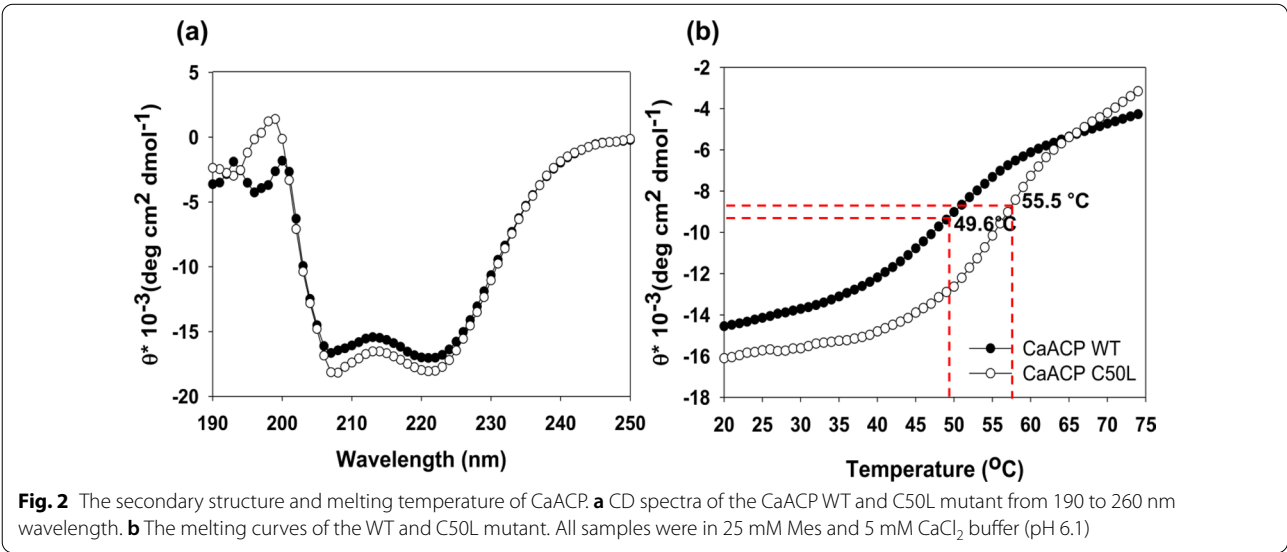 (a)
5
0
-5
-10
-15
-20
θ* 10-3(deg cm2 dmol-1)
190 200 210 220 230 240 250
Wavelength (nm)
(b)
-2
-4
-6
-8
-10
-12
-14
-16
-18
θ* 10-3(deg cm2 dmol-1)
55.5 °C
49.6°C
CaACP WT
CaACP C50L
20 25 30 35 40 45 50 55 60 65 70 75
Temperature (OC)
Fig. 2 The secondary structure and melting temperature of CaACP. a CD spectra of the CaACP WT and C50L mutant from 190 to 260 nm
wavelength. b The melting curves of the WT and C50L mutant. All samples were in 25 mM Mes and 5 mM CaCl2 buffer (pH 6.1)